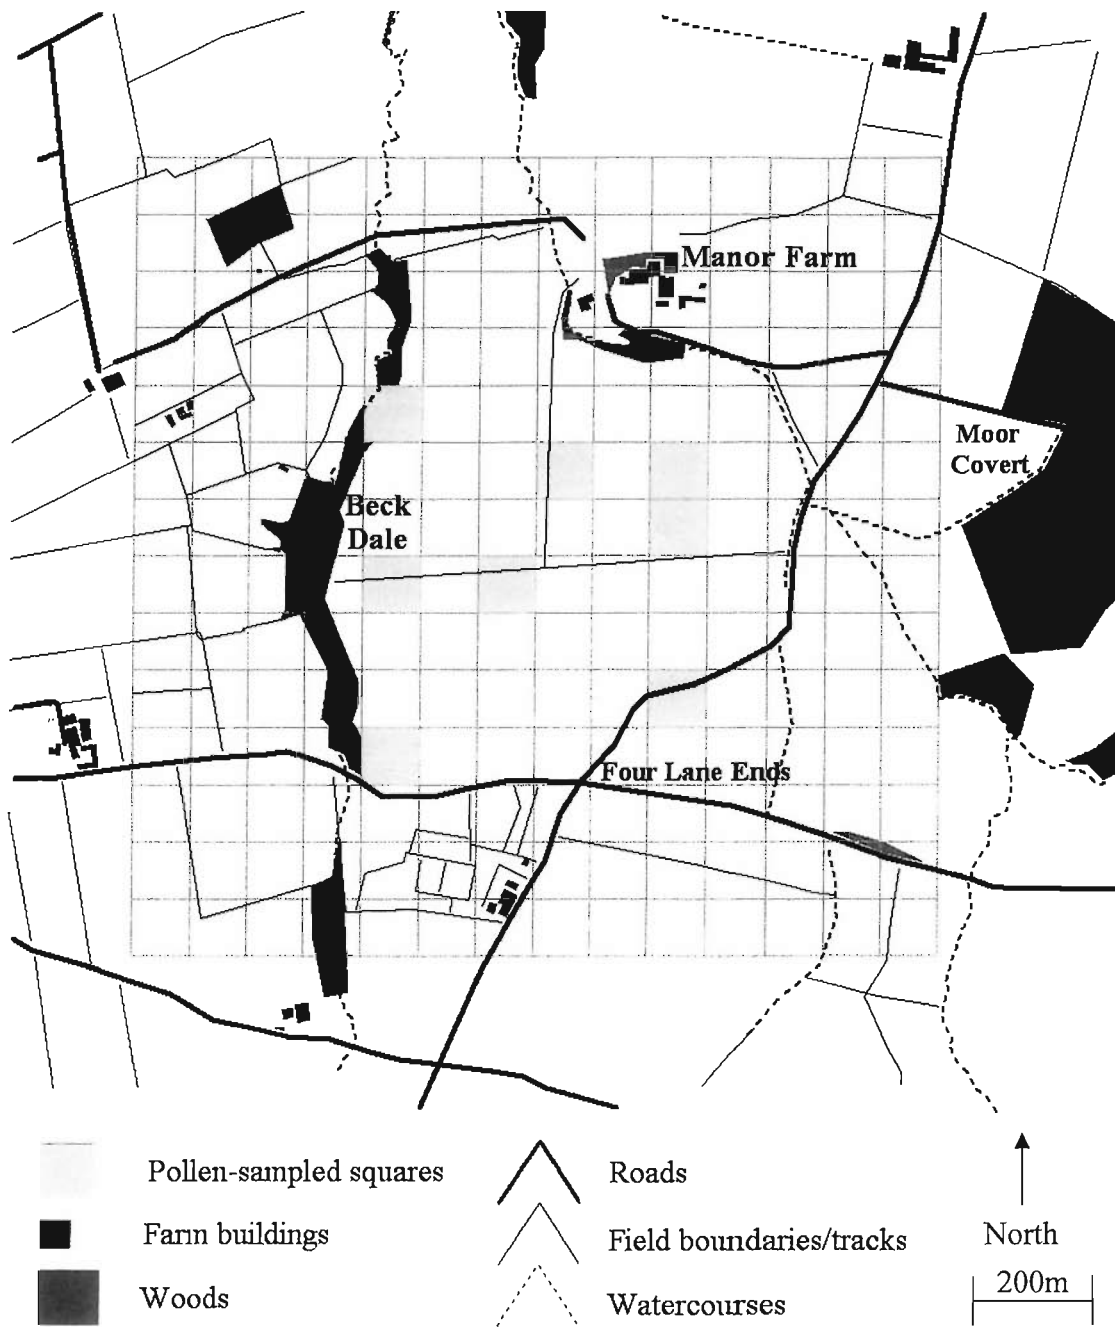 Manor Farm
Moor
Covert
Beck
Dale
Four Lane Ends
Pollen-sampled squares
Roads
Farm buildings
Field boundaries/tracks
North
Woods
Watercourses
200m